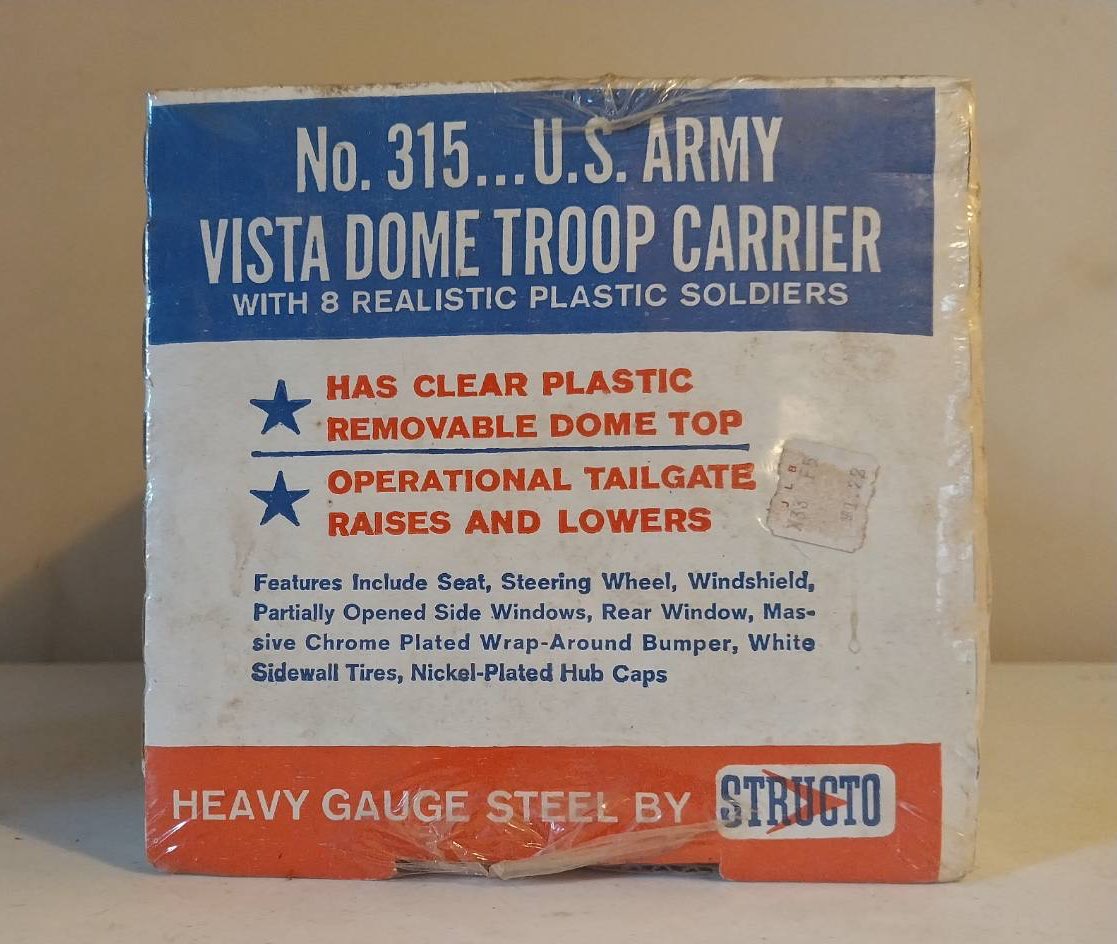 No. 315...U.S. ARMY
VISTA DOME TROOP CARRIER
WITH 8 REALISTIC PLASTIC SOLDIERS
HAS CLEAR PLASTIC
REMOVABLE DOME TOP
OPERATIONAL TAILGATE
RAISES AND LOWERS
Features Include Seat, Steering Wheel, Windshield,
Partially Opened Side Windows, Rear Window, Mas-
sive Chrome Plated Wrap-Around Bumper, White
Sidewall Tires, Nickel-Plated Hub Caps
HEAVY GAUGE STEEL BY STRUCTO